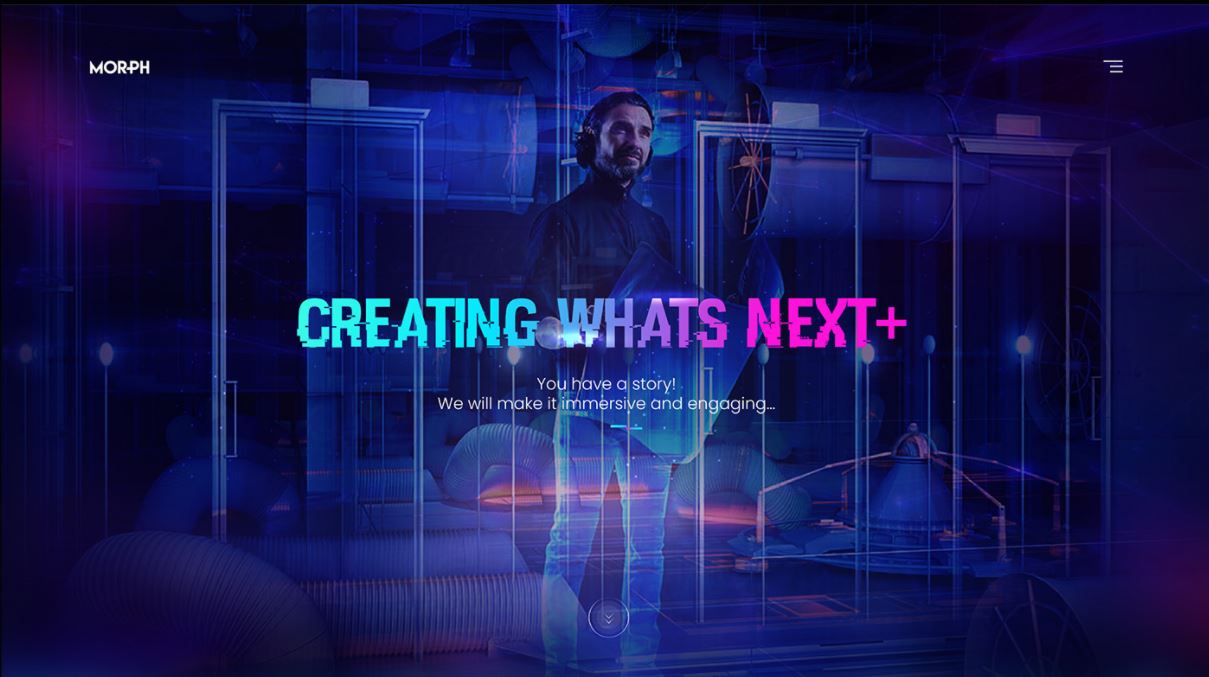 MORPH
CREATING WHATS NEXT+
You have a story!
We will make it immersive and engaging...